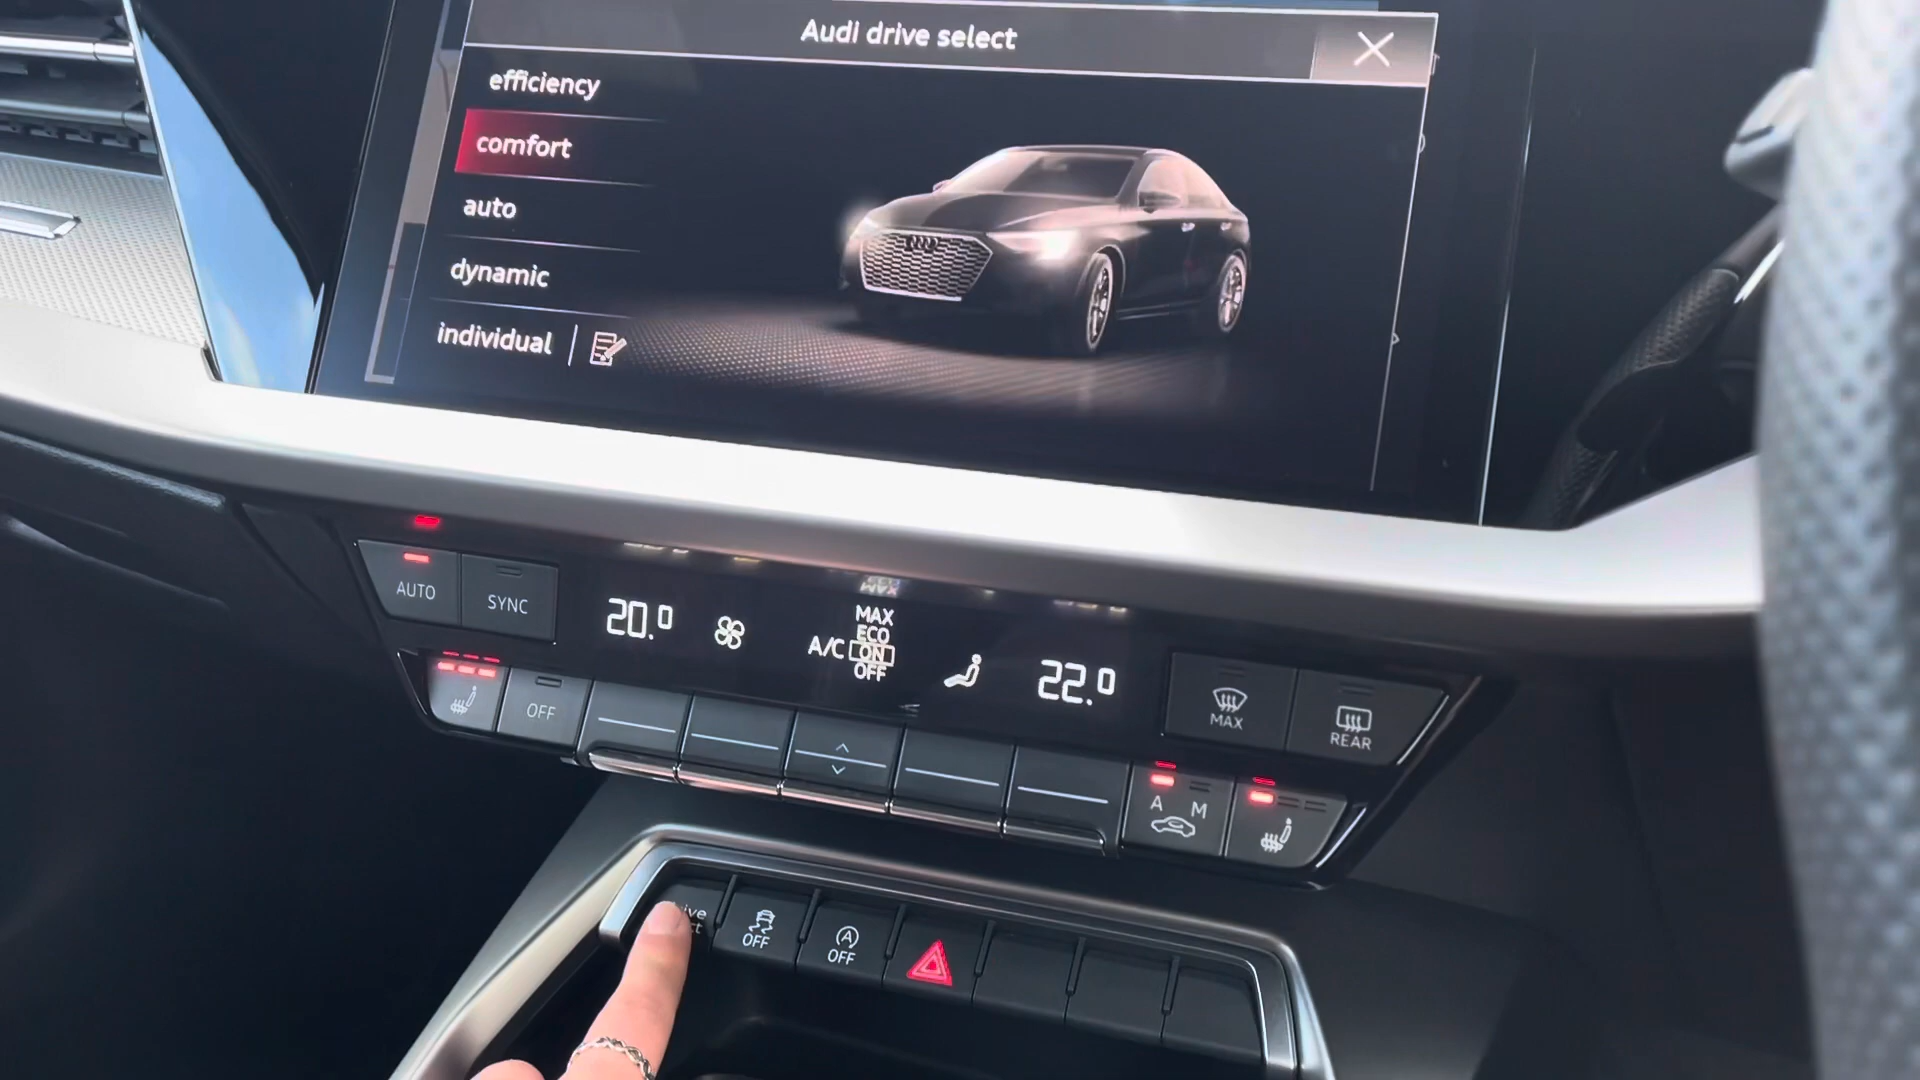 Audi drive select
efficiency
comfort
auto
dynamic
individual
AUTO
SYNC
20.0
MAX
ECO
A/C ON
OFF
22.0
OFF
MAX
REAR
A M
OFF
A
OFF